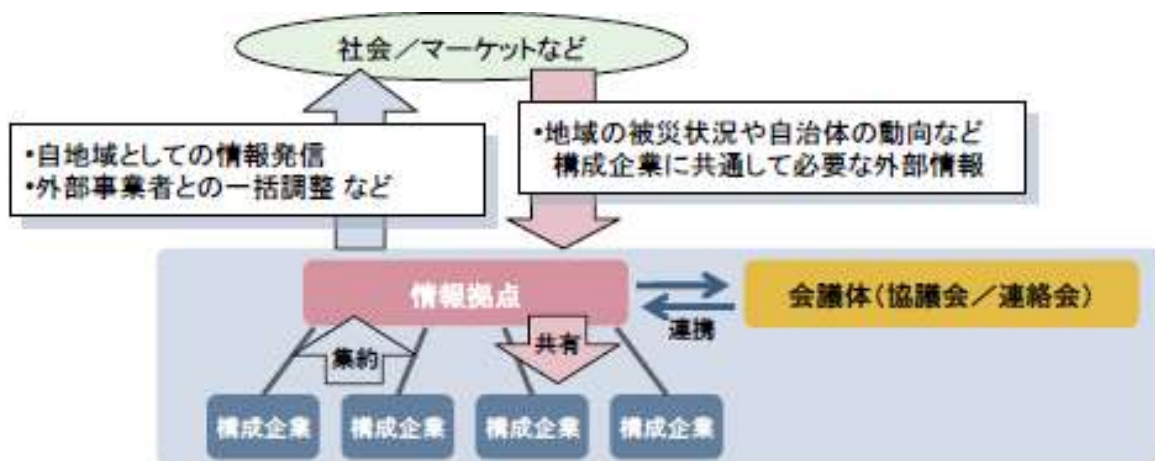 社会／マーケットなど
•自地域としての情報発信
•外部事業者との一括調整 など
•地域の被災状況や自治体の動向など
構成企業に共通して必要な外部情報
情報拠点
会議体(協議会／連絡会)
連携
集約
共有
構成企業
構成企業
構成企業
構成企業